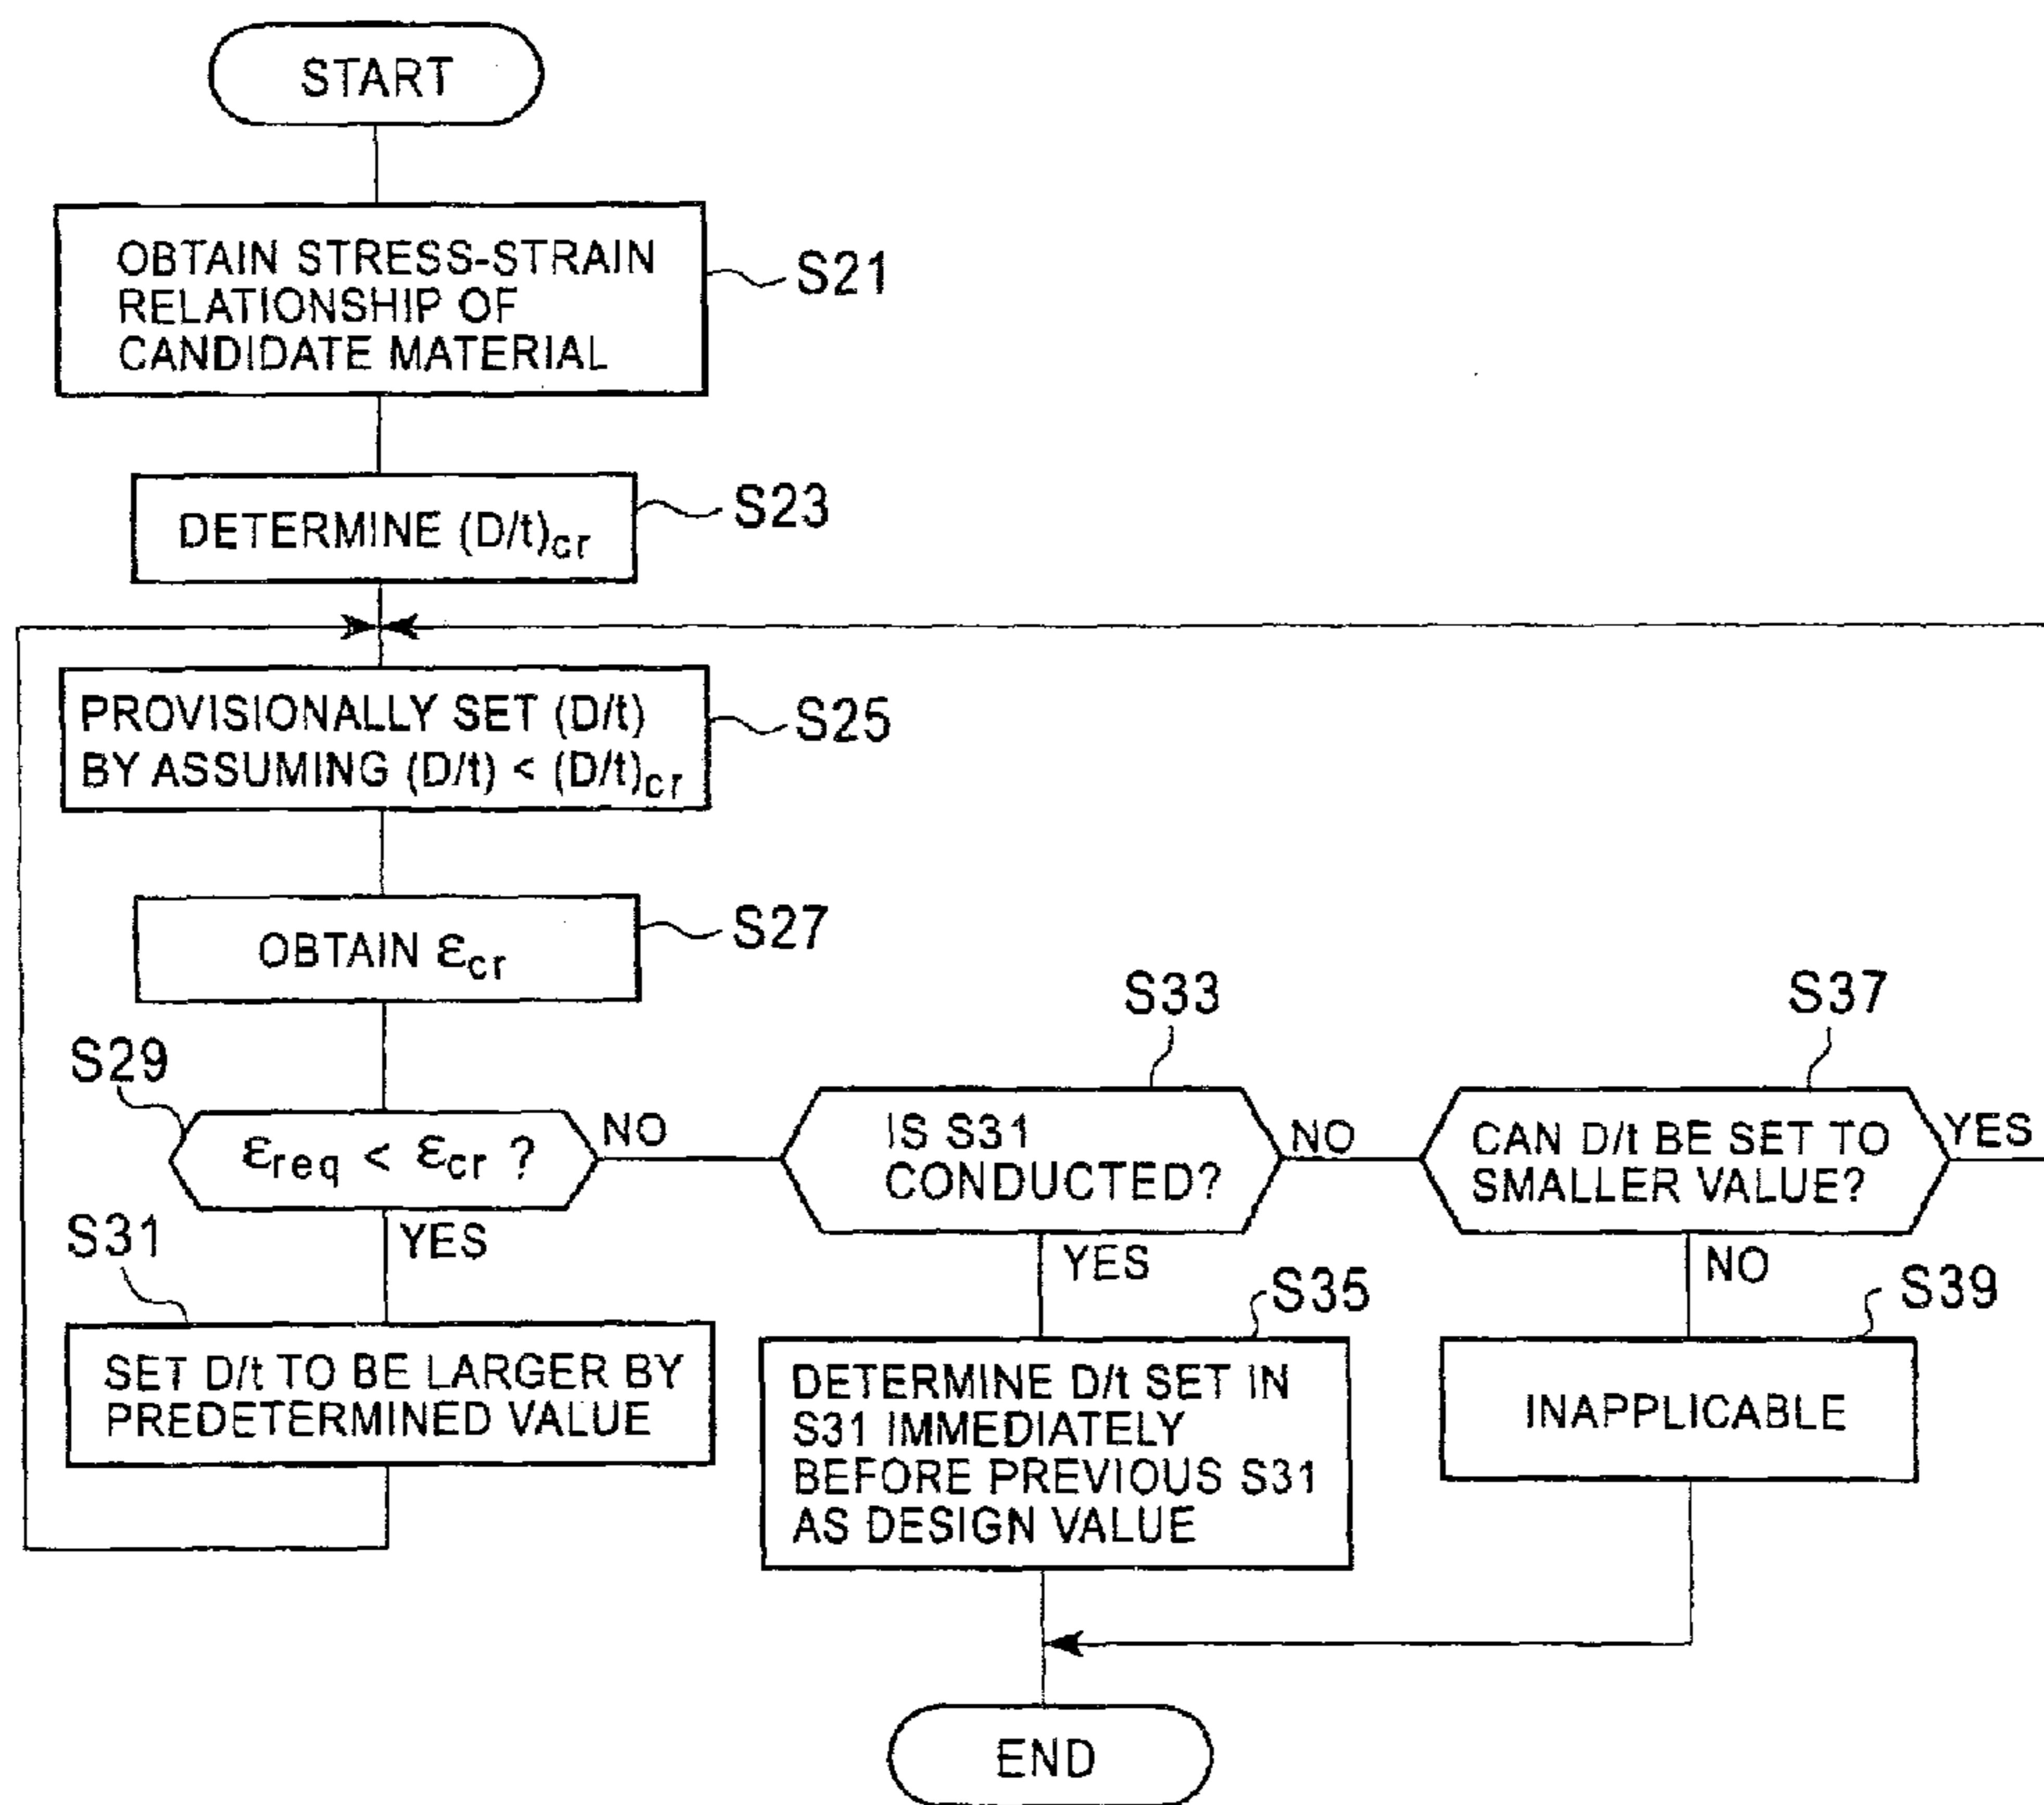 START
OBTAIN STRESS-STRAIN
RELATIONSHIP OF
CANDIDATE MATERIAL
S21
DETERMINE (D/t)cr
S23
PROVISIONALLY SET (D/t)
BY ASSUMING (D/t) < (D/t)cr
S25
OBTAIN εcr
S27
S29
εreq < εcr ?
NO
YES
S31
SET D/t TO BE LARGER BY
PREDETERMINED VALUE
S33
IS S31
CONDUCTED?
NO
YES
S35
DETERMINE D/t SET IN
S31 IMMEDIATELY
BEFORE PREVIOUS S31
AS DESIGN VALUE
S37
CAN D/t BE SET TO
SMALLER VALUE?
YES
NO
S39
INAPPLICABLE
END